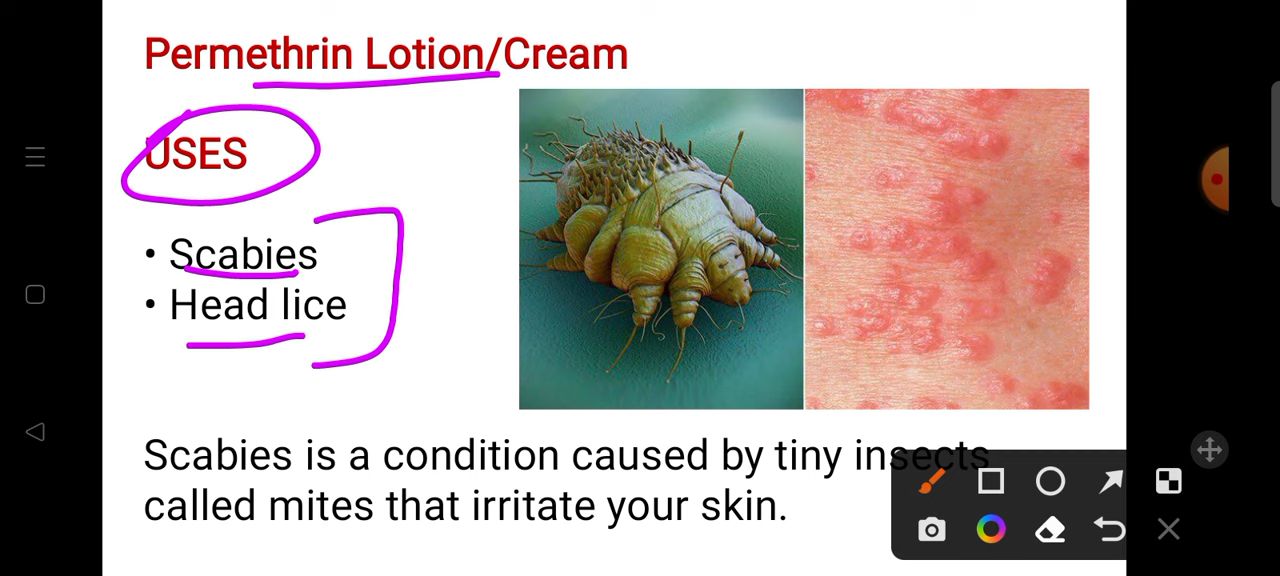 Permethrin Lotion/Cream
USES
• Scabies
• Head lice
Scabies is a condition caused by tiny insects
called mites that irritate your skin.